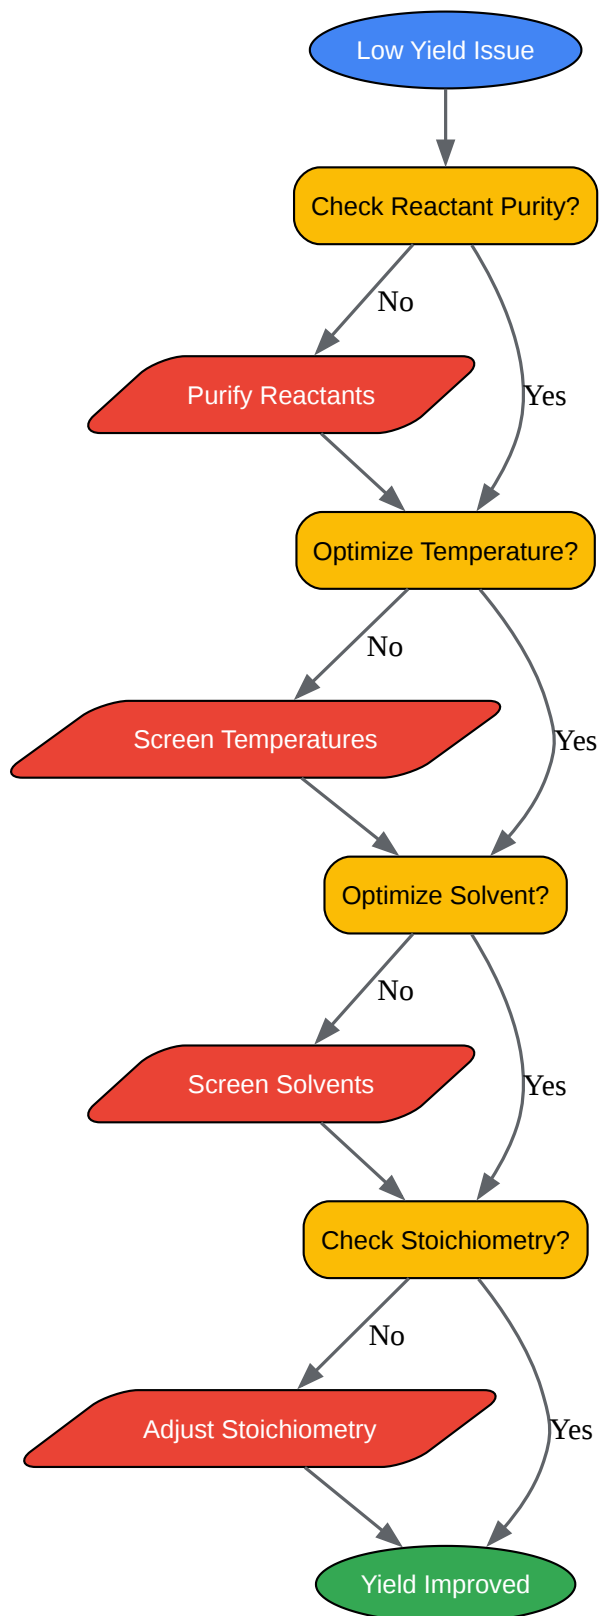 Low Yield Issue
Check Reactant Purity?
No
Purify Reactants
Yes
Optimize Temperature?
No
Screen Temperatures
Yes
Optimize Solvent?
No
Screen Solvents
Yes
Check Stoichiometry?
No
Adjust Stoichiometry
Yes
Yield Improved